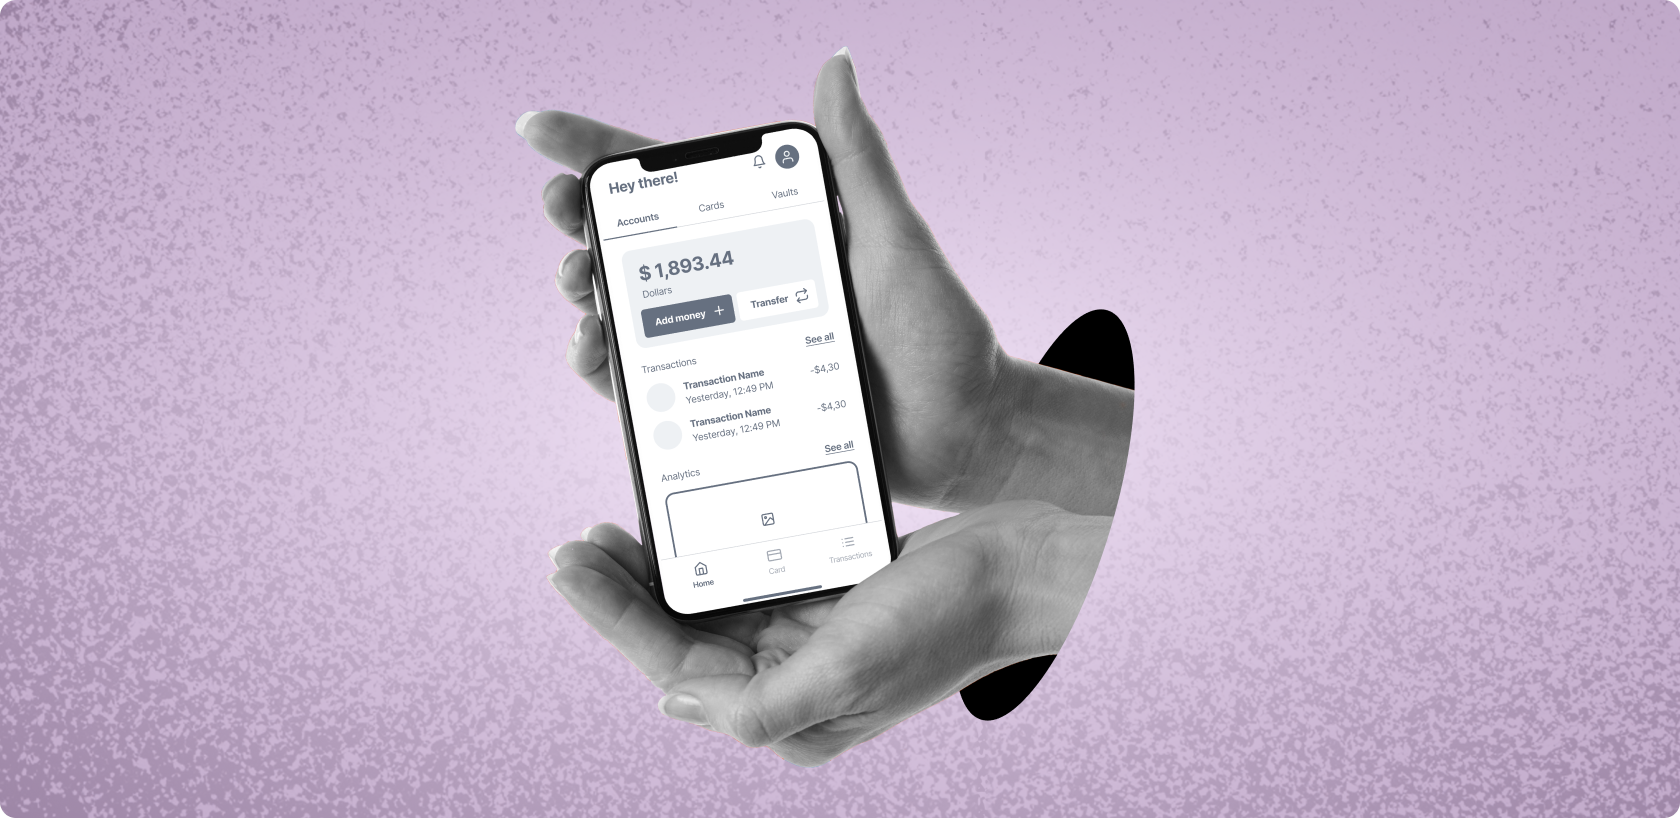 Hey there!
Accounts Cards Vaults
$ 1,893.44
Dollars
Add money + Transfer
Transactions See all
Transaction Name -$4,30
Yesterday, 12:49 PM
Transaction Name -$4,30
Yesterday, 12:49 PM
Analytics See all
Home Card Transactions